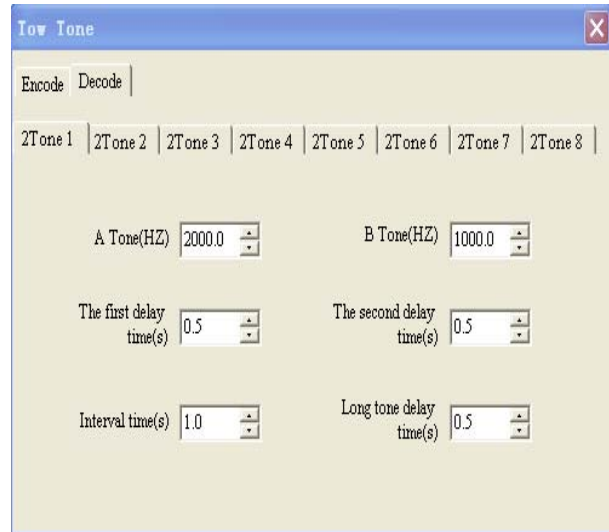 Tow Tone
Encode Decode
2Tone 1 2Tone 2 2Tone 3 2Tone 4 2Tone 5 2Tone 6 2Tone 7 2Tone 8
A Tone(HZ) 2000.0 B Tone(HZ) 1000.0
The first delay The second delay
time(s) 0.5 time(s) 0.5
Interval time(s) 1.0 Long tone delay
time(s) 0.5